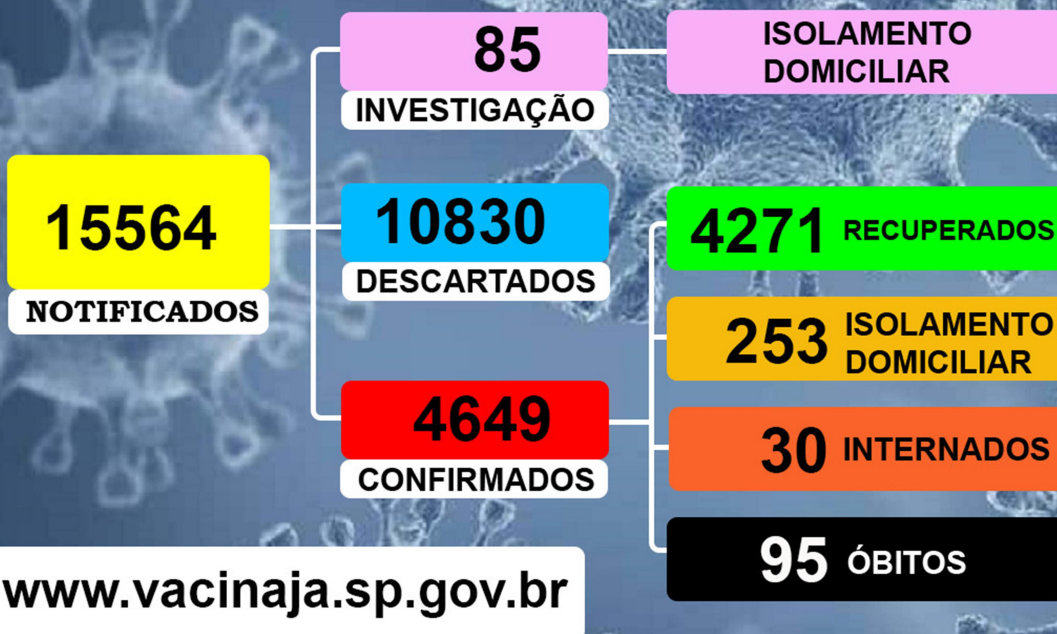 85
INVESTIGAÇÃO
ISOLAMENTO
DOMICILIAR
15564
NOTIFICADOS
10830
DESCARTADOS
4271 RECUPERADOS
253 ISOLAMENTO
DOMICILIAR
4649
CONFIRMADOS
30 INTERNADOS
95 ÓBITOS
www.vacinaja.sp.gov.br